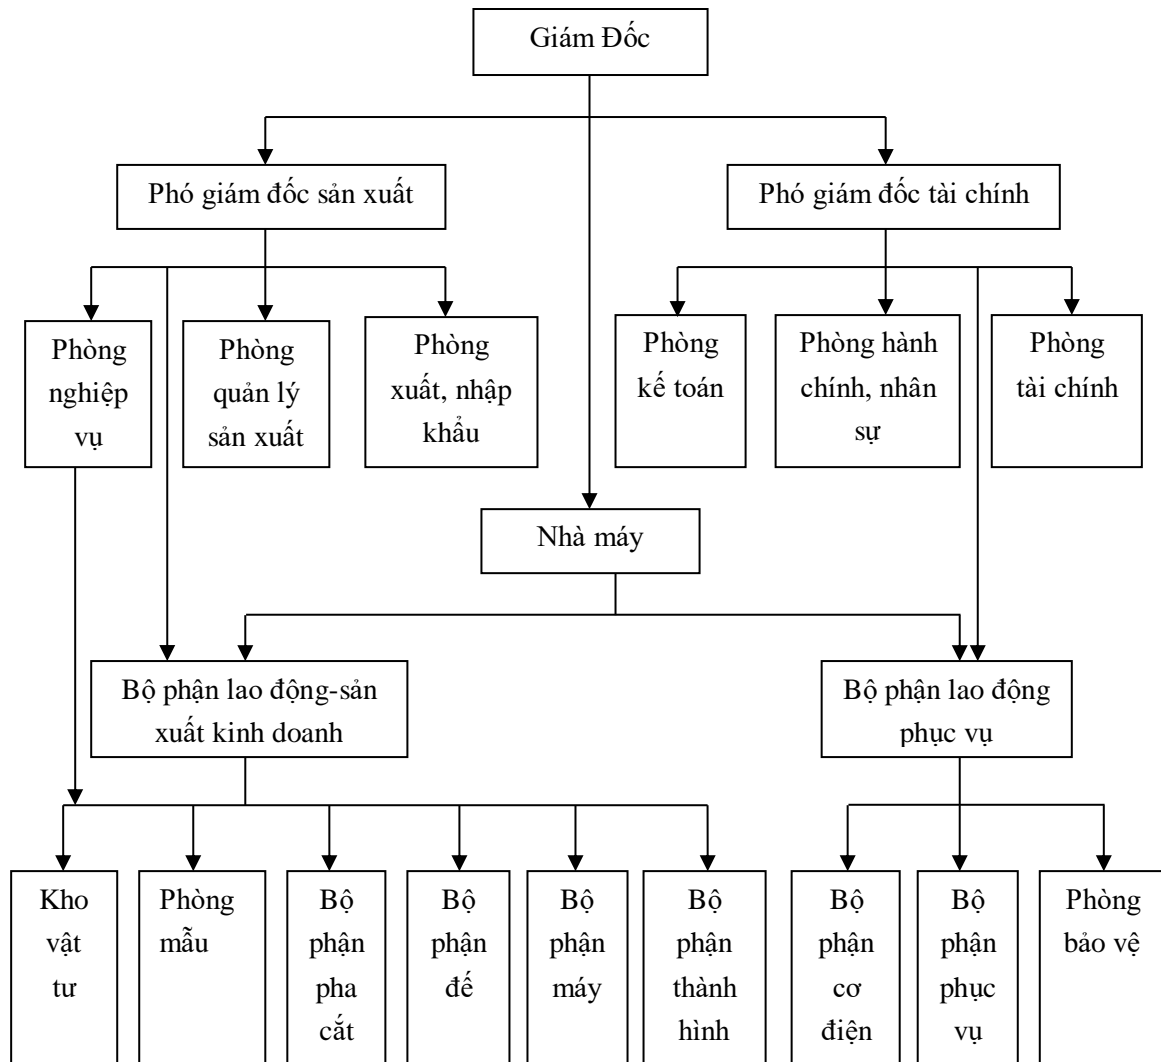 Giám Đốc
Phó giám đốc sản xuất
Phó giám đốc tài chính
Phòng
nghiệp
vụ
Phòng
quản lý
sản xuất
Phòng
xuất, nhập
khẩu
Phòng
kế toán
Phòng hành
chính, nhân
sự
Phòng
tài chính
Nhà máy
Bộ phận lao động-sản
xuất kinh doanh
Bộ phận lao động
phục vụ
Kho
vật
tư
Phòng
mẫu
Bộ
phận
pha
cắt
Bộ
phận
đế
Bộ
phận
máy
Bộ
phận
thành
hình
Bộ
phận
cơ
điện
Bộ
phận
phục
vụ
Phòng
bảo vệ